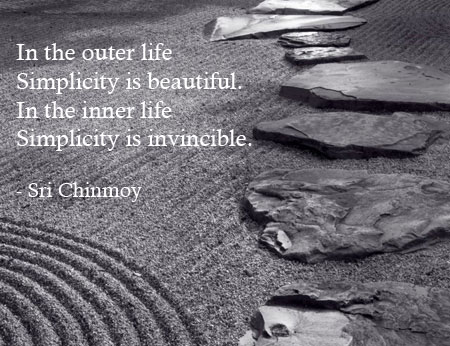 In the outer life
Simplicity is beautiful.
In the inner life
Simplicity is invincible.
- Sri Chinmoy